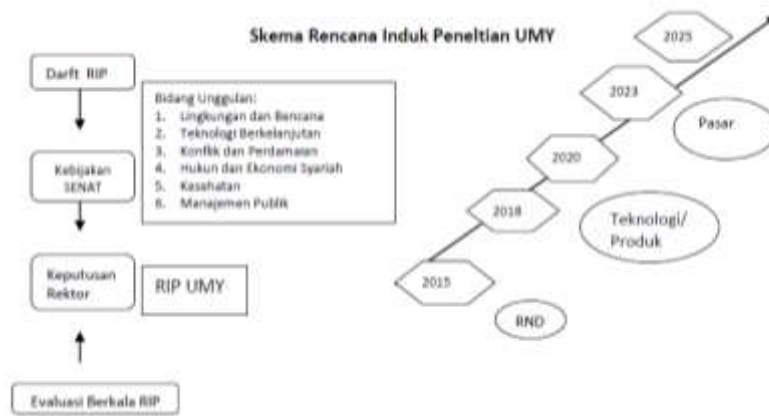 Skema Rencana Induk Peneltian UMY
Darft RIP
Kebijakan
SENAT
Keputusan
Rektor
Evaluasi Berkala RIP
Bidang Unggulan:
1. Lingkungan dan Bencana
2. Teknologi Berkelanjutan
3. Konflik dan Perdamaian
4. Hukun dan Ekonomi Syariah
5. Kesehatan
6. Manajemen Publik
RIP UMY
2025
2023
2020
2018
2015
Pasar
Teknologi/
Produk
RND